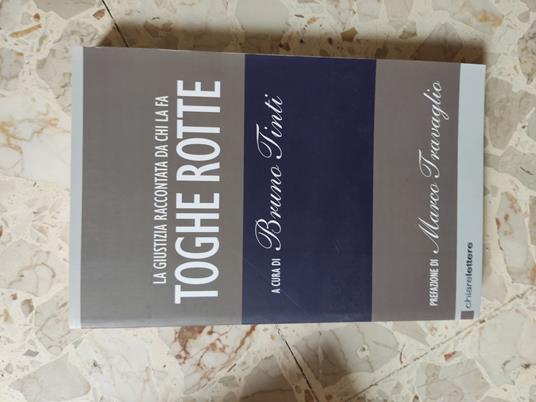 LA GIUSTIZIA RACCONTATA DA CHI LA FA
TOGHE ROTTE
A CURA DI Bruno Tinti
PREFAZIONE DI Marco Travaglio
chiarelettere